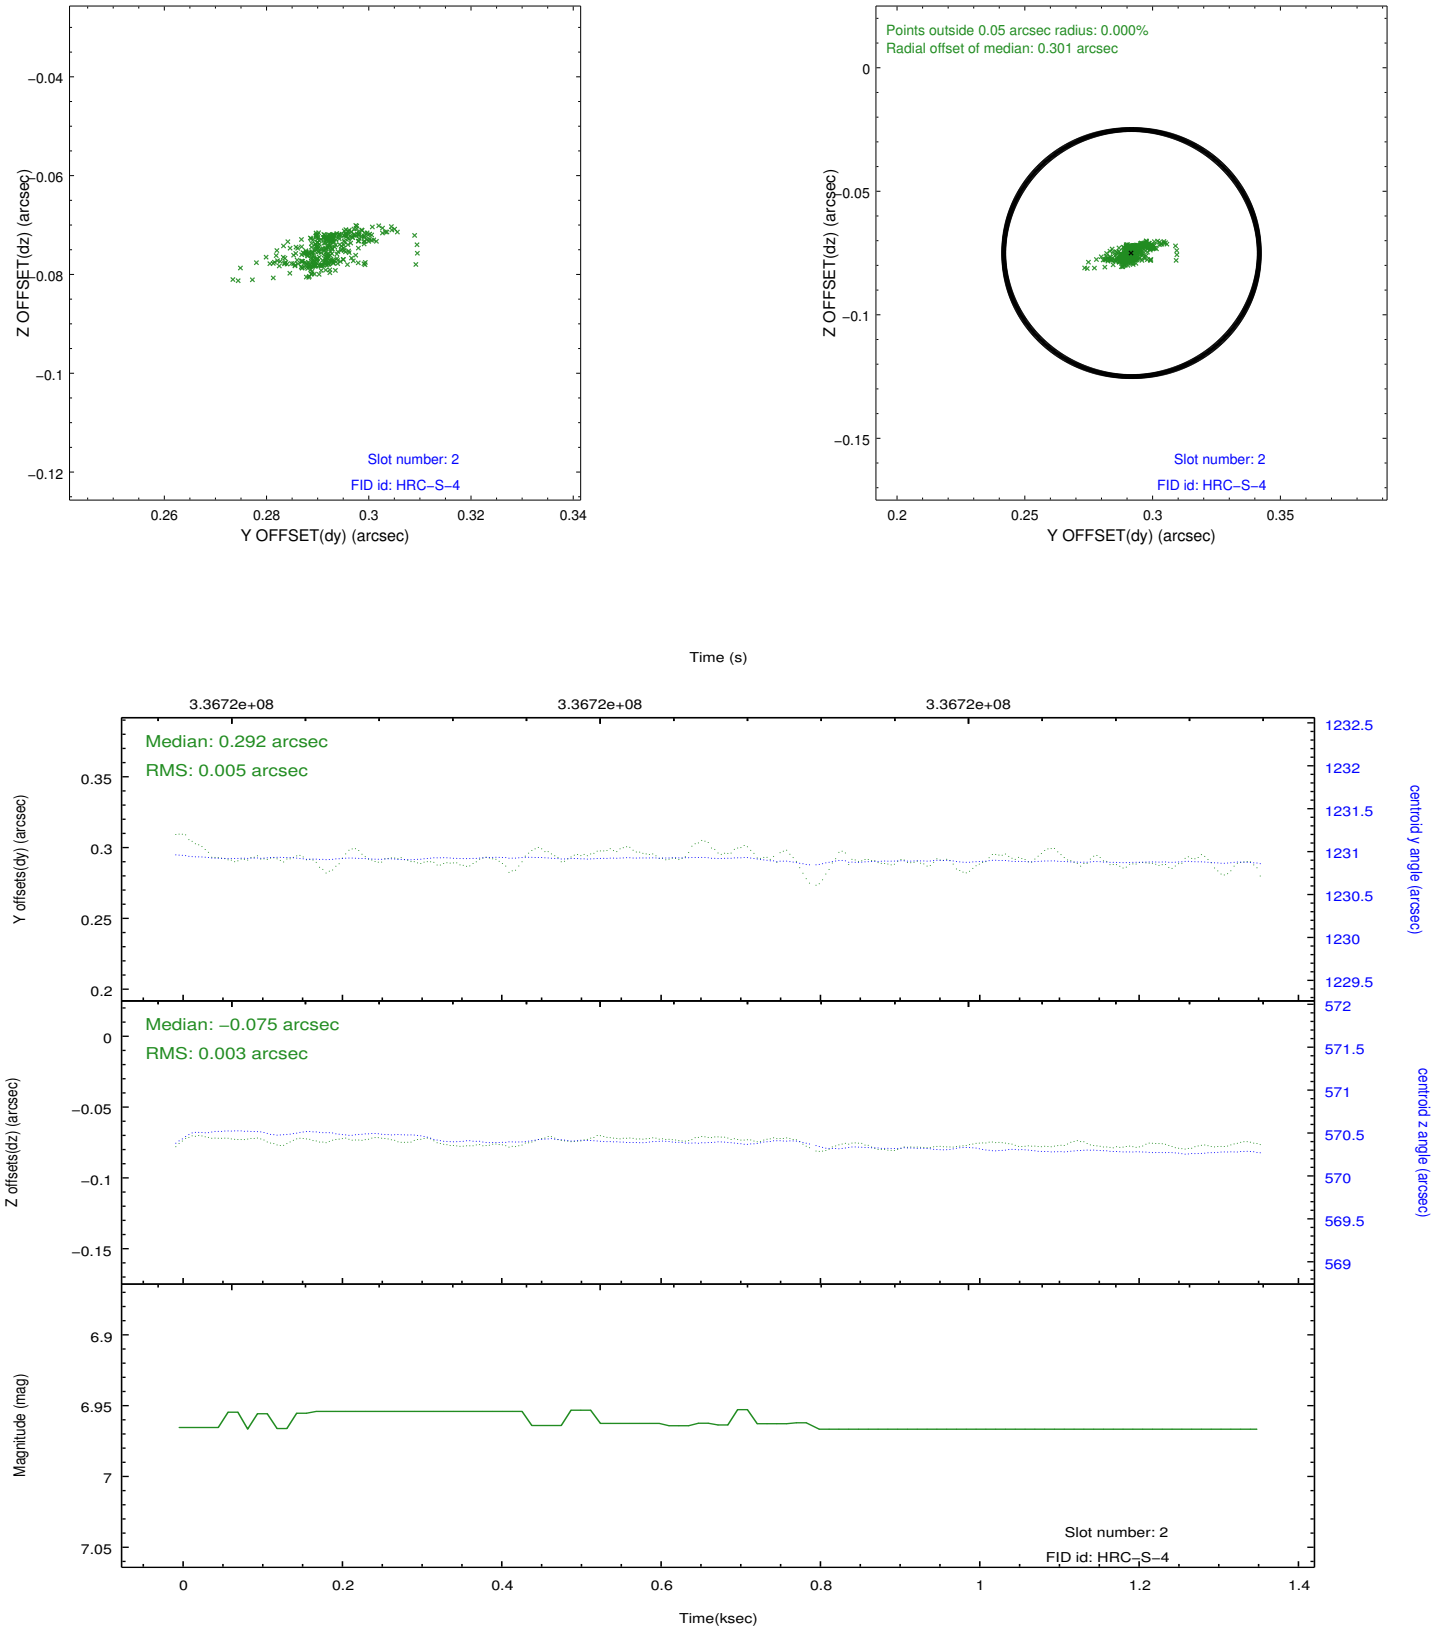 −0.04
−0.06
−0.08
−0.1
−0.12
Z OFFSET(dz) (arcsec)
Slot number: 2
FID id: HRC−S−4
0.26
0.28
0.3
0.32
0.34
Y OFFSET(dy) (arcsec)
Points outside 0.05 arcsec radius: 0.000%
Radial offset of median: 0.301 arcsec
0
−0.05
−0.1
−0.15
Z OFFSET(dz) (arcsec)
Slot number: 2
FID id: HRC−S−4
0.2
0.25
0.3
0.35
Y OFFSET(dy) (arcsec)
Time (s)
3.3672e+08
3.3672e+08
3.3672e+08
Median: 0.292 arcsec
RMS: 0.005 arcsec
0.35
0.3
0.25
0.2
Y offsets(dy) (arcsec)
1232.5
1232
1231.5
1231
1230.5
1230
1229.5
centroid y angle (arcsec)
Median: −0.075 arcsec
RMS: 0.003 arcsec
0
−0.05
−0.1
−0.15
Z offsets(dz) (arcsec)
572
571.5
571
570.5
570
569.5
569
centroid z angle (arcsec)
6.9
6.95
7
7.05
Magnitude (mag)
Slot number: 2
FID id: HRC−S−4
0
0.2
0.4
0.6
0.8
1
1.2
1.4
Time(ksec)